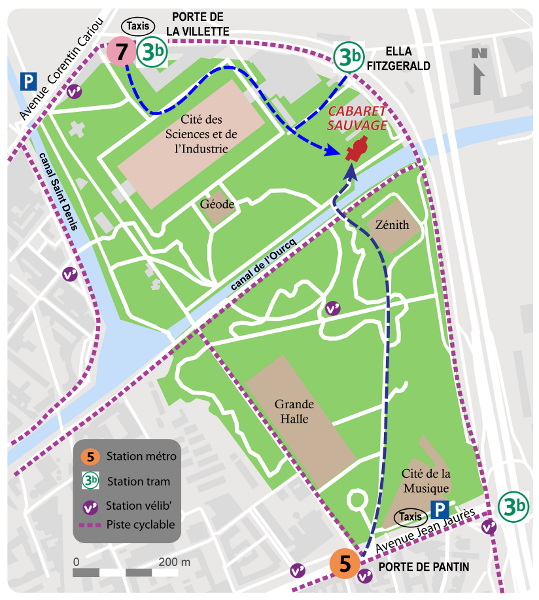 Taxis
PORTE DE
LA VILLETTE
7
3b
3b
ELLA
FITZGERALD
N
P
Avenue Corentin Cariou
v'
CABARET
SAUVAGE
Cité des
Sciences et de
l'Industrie
canal Saint Denis
Géode
Zénith
canal de l'Ourcq
v'
v'
Grande
Halle
Cité de la
Musique
5 Station métro
3b Station tram
v' Station vélib'
Piste cyclable
0 200 m
Taxis
P
3b
Avenue Jean Jaurès
v'
5
PORTE DE PANTIN
v'
v'